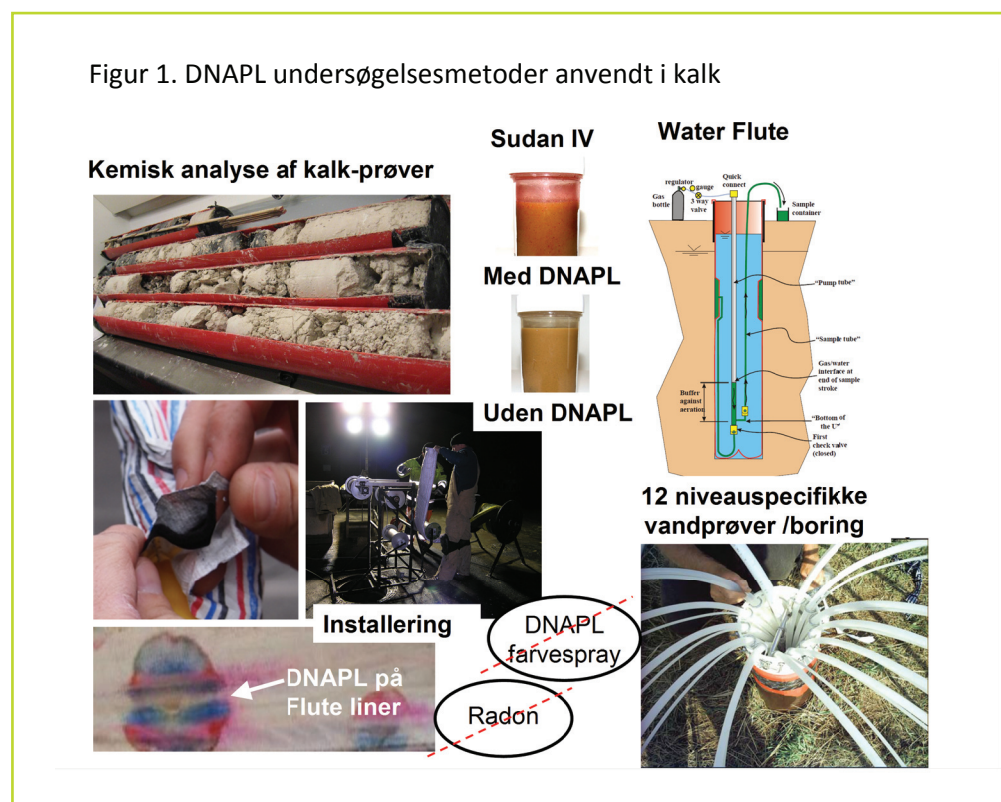 Figur 1. DNAPL undersøgelsesmetoder anvendt i kalk
Kemisk analyse af kalk-prøver
Sudan IV
Med DNAPL
Uden DNAPL
Water Flute
regulator
gauge
Gas
bottle
3 way
valve
Quick
connect
Sample
container
"Pump tube"
"Sample tube"
Gas/water
interface at
end of sample
stroke
Buffer
against
aeration
"Bottom of
the U"
First
check valve
(closed)
12 niveauspecifikke
vandprøver /boring
Installering
DNAPL på
Flute liner
DNAPL
farvespray
Radon